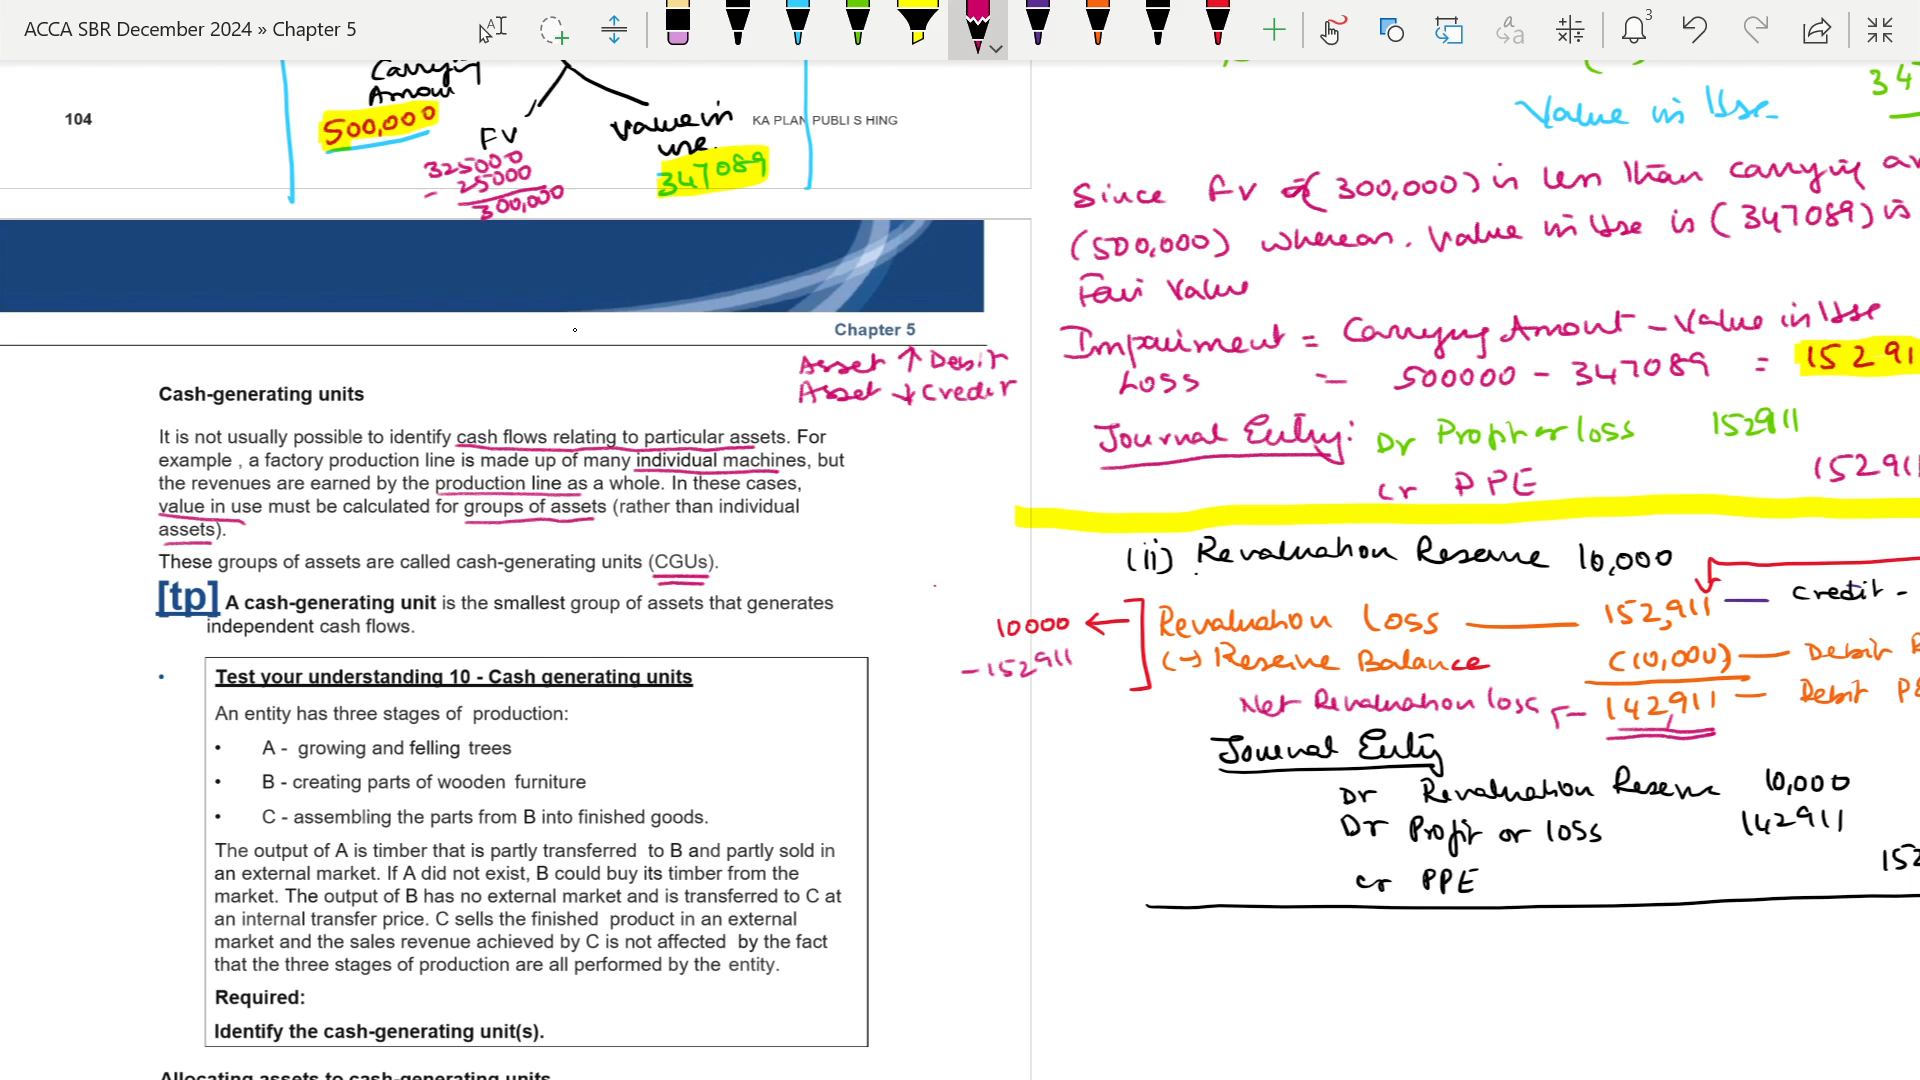 ACCA SBR December 2024 » Chapter 5
3
Carrying
Amou
500,000
FV
325000
- 25000
300,000
Value in
use
347089
104
KA PLAN PUBLI S HING
Chapter 5
Asset ↑ Debit
Asset ↓ Credit
Cash-generating units
It is not usually possible to identify cash flows relating to particular assets. For
example , a factory production line is made up of many individual machines, but
the revenues are earned by the production line as a whole. In these cases,
value in use must be calculated for groups of assets (rather than individual
assets).
These groups of assets are called cash-generating units (CGUs).
[tp] A cash-generating unit is the smallest group of assets that generates
independent cash flows.
• Test your understanding 10 - Cash generating units
An entity has three stages of production:
• A - growing and felling trees
• B - creating parts of wooden furniture
• C - assembling the parts from B into finished goods.
The output of A is timber that is partly transferred to B and partly sold in
an external market. If A did not exist, B could buy its timber from the
market. The output of B has no external market and is transferred to C at
an internal transfer price. C sells the finished product in an external
market and the sales revenue achieved by C is not affected by the fact
that the three stages of production are all performed by the entity.
Required:
Identify the cash-generating unit(s).
Allocating assets to cash-generating units
34
Value in Use
Since FV (300,000) is less than carrying
(500,000) whereas. Value in Use is (347089) is
Fair Value
Impairment = Carrying Amount - Value in Use
Loss = 500000 - 347089 = 15291
Journal Entry: Dr Profit or loss 152911
Cr PPE 152911
(ii) Revaluation Reserve 10,000
10000 ← Revaluation Loss 152,911 — Credit -
- 152911 (-) Reserve Balance (10,000) — Debit
Net Revaluation loss 142911 — Debit
Journal Entry
Dr Revaluation Reserve 10,000
Dr Profit or loss 142911
Cr PPE 152